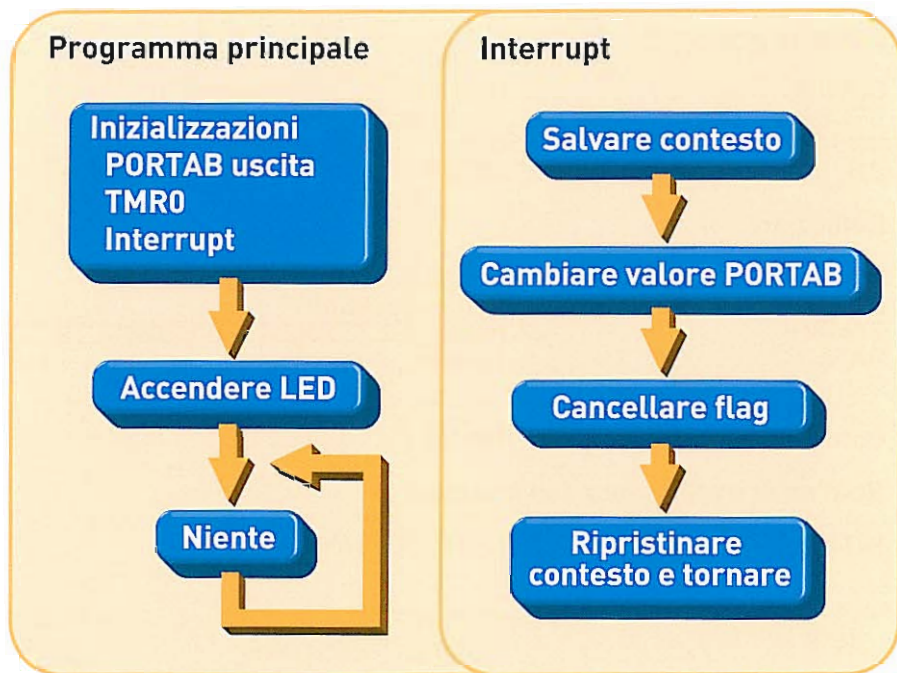 Programma principale
Inizializzazioni
PORTAB uscita
TMR0
Interrupt
Accendere LED
Niente
Interrupt
Salvare contesto
Cambiare valore PORTAB
Cancellare flag
Ripristinare
contesto e tornare